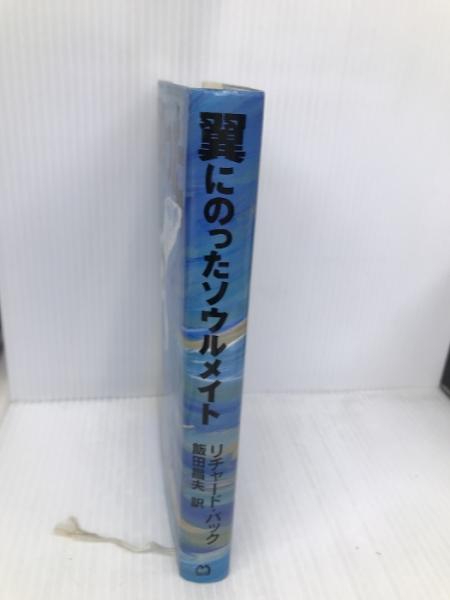 翼にのったソウルメイト
リチャード・バック
飯田昌夫 訳